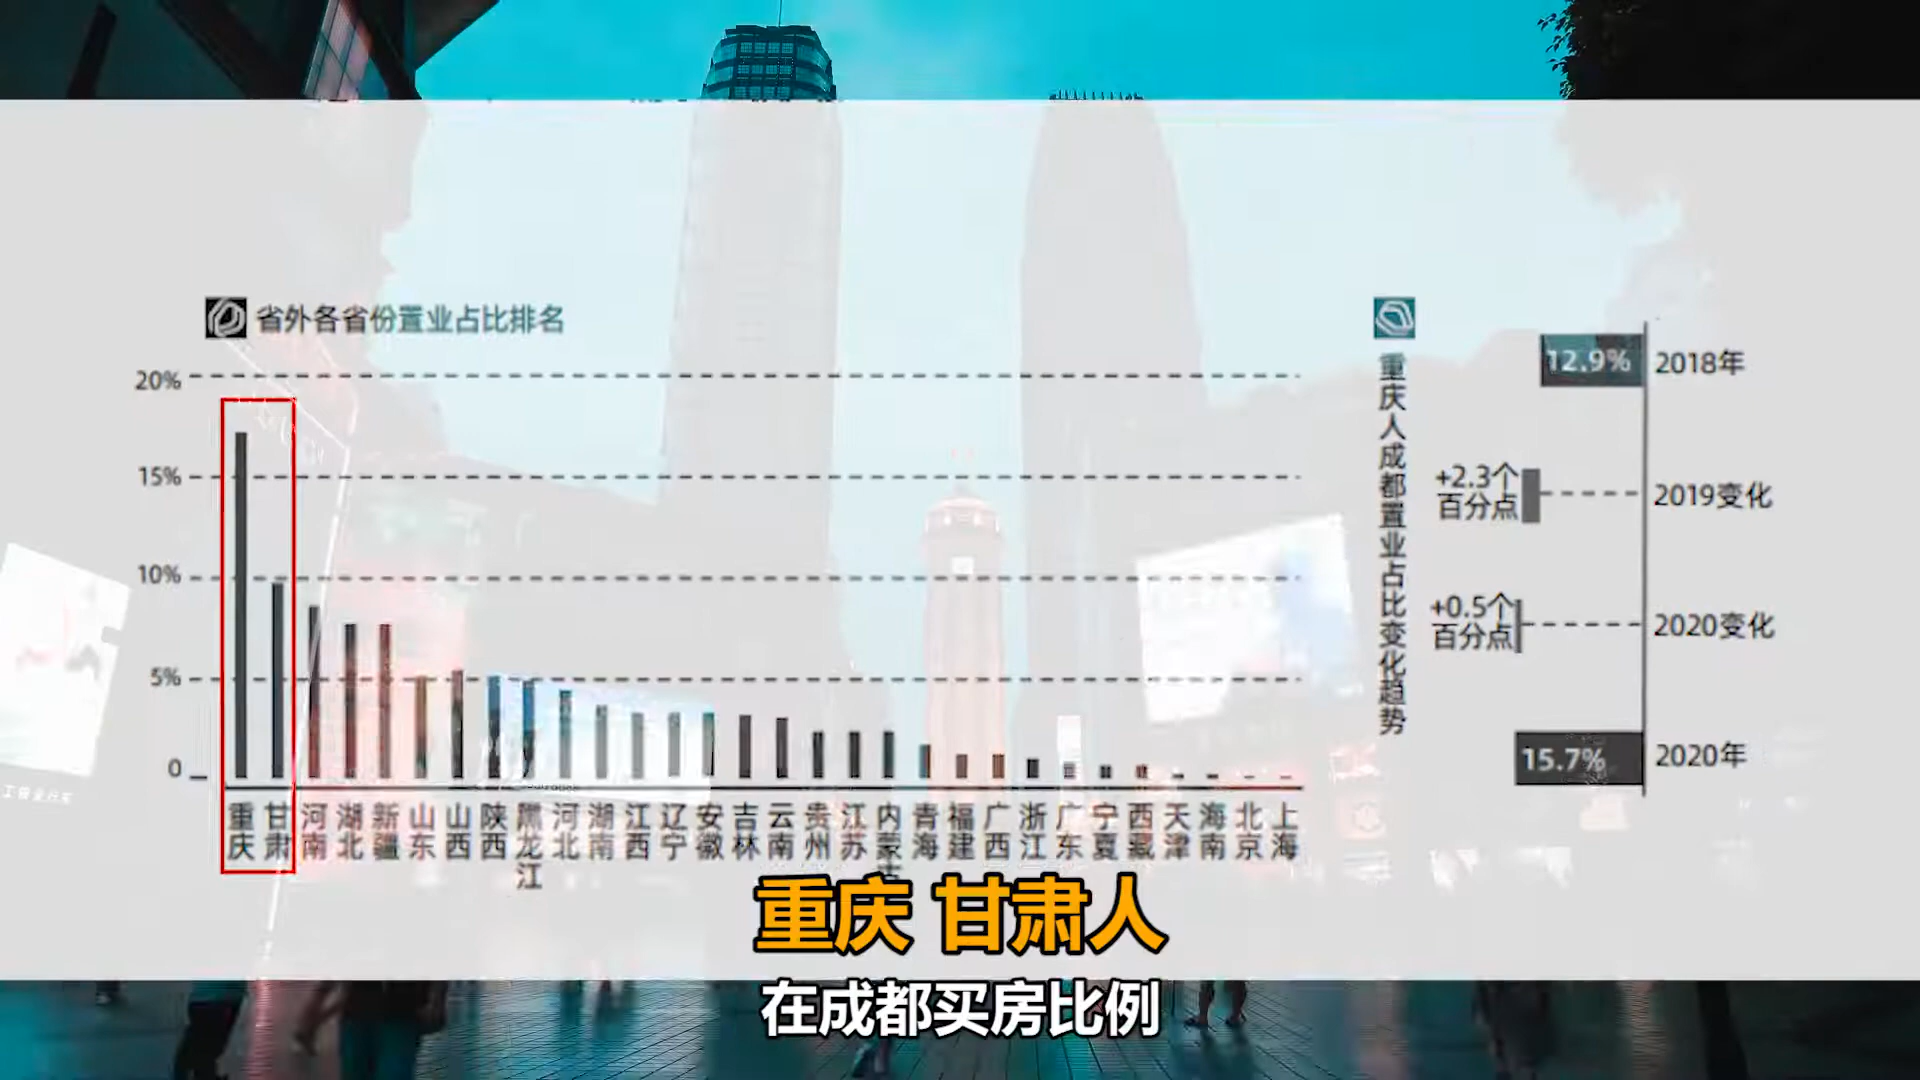 省外各省份置业占比排名
20%
15%
10%
5%
0
重庆 甘肃 河南 湖北 新疆 山东 山西 陕西 黑龙江 河北 湖南 江西 辽宁 安徽 吉林 云南 贵州 江苏 内蒙古 青海 福建 广西 浙江 广东 宁夏 西藏 天津 海南 北京 上海
重庆人成都置业占比变化趋势
12.9% 2018年
+2.3个
百分点
2019变化
+0.5个
百分点
2020变化
15.7% 2020年
重庆 甘肃人
在成都买房比例